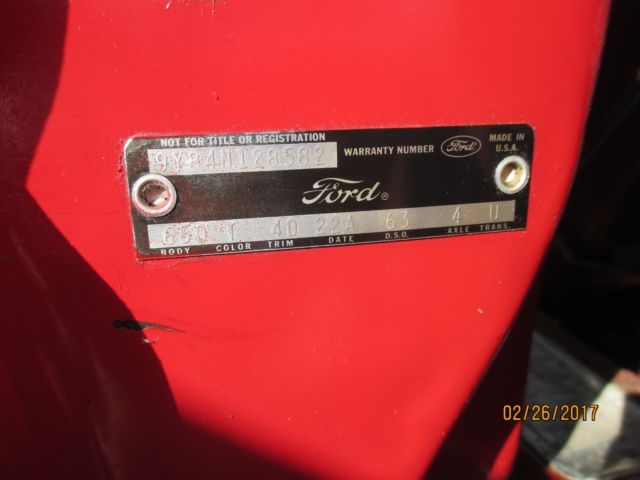 NOT FOR TITLE OR REGISTRATION
9Y84N128582 WARRANTY NUMBER Ford MADE IN U.S.A.
Ford®
65D T 4D 22A 63 4 U
BODY COLOR TRIM DATE D.S.O. AXLE TRANS.
02/26/2017